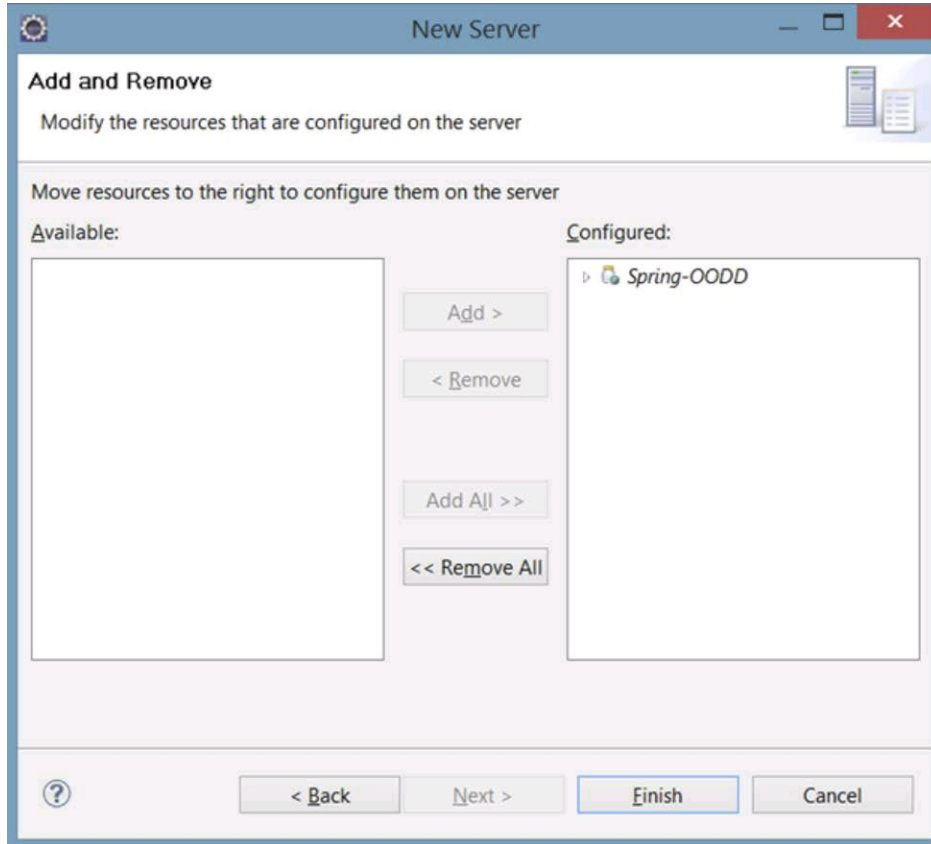 New Server
Add and Remove
Modify the resources that are configured on the server
Move resources to the right to configure them on the server
Available:
Configured:
Spring-OODD
Add >
< Remove
Add All >>
<< Remove All
?
< Back
Next >
Finish
Cancel